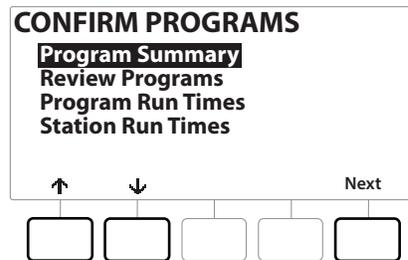 CONFIRM PROGRAMS
Program Summary
Review Programs
Program Run Times
Station Run Times
Next